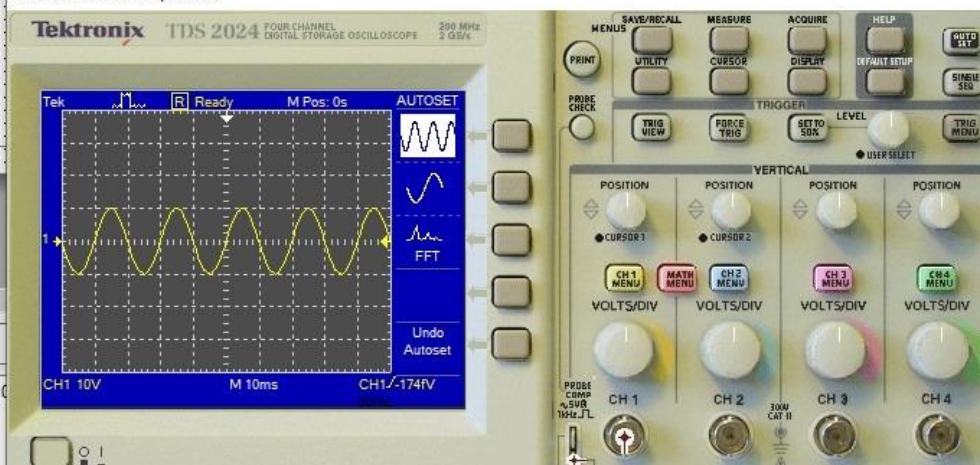 Tektronix TDS 2024 FOUR CHANNEL DIGITAL STORAGE OSCILLOSCOPE 200 MHz 2 GS/s
Tek R Ready M Pos: 0s AUTOSET
FFT
Undo
Autoset
1
CH1 10V M 10ms CH1 -174fV
MENUS
SAVE/RECALL MEASURE ACQUIRE HELP
PRINT
UTILITY CURSOR DISPLAY DEFAULT SETUP
AUTO SET
SINGLE SEQ
PROBE CHECK
TRIGGER
TRIG VIEW
FORCE TRIG
SET TO 50%
LEVEL
USER SELECT
TRIG MENU
VERTICAL
POSITION POSITION POSITION POSITION
CURSOR 1 CURSOR 2
CH 1 MENU
MATH MENU
CH 2 MENU
CH 3 MENU
CH 4 MENU
VOLTS/DIV VOLTS/DIV VOLTS/DIV VOLTS/DIV
PROBE COMP
~5V
1kHz
CH 1 CH 2 CH 3 CH 4
300V
CAT II